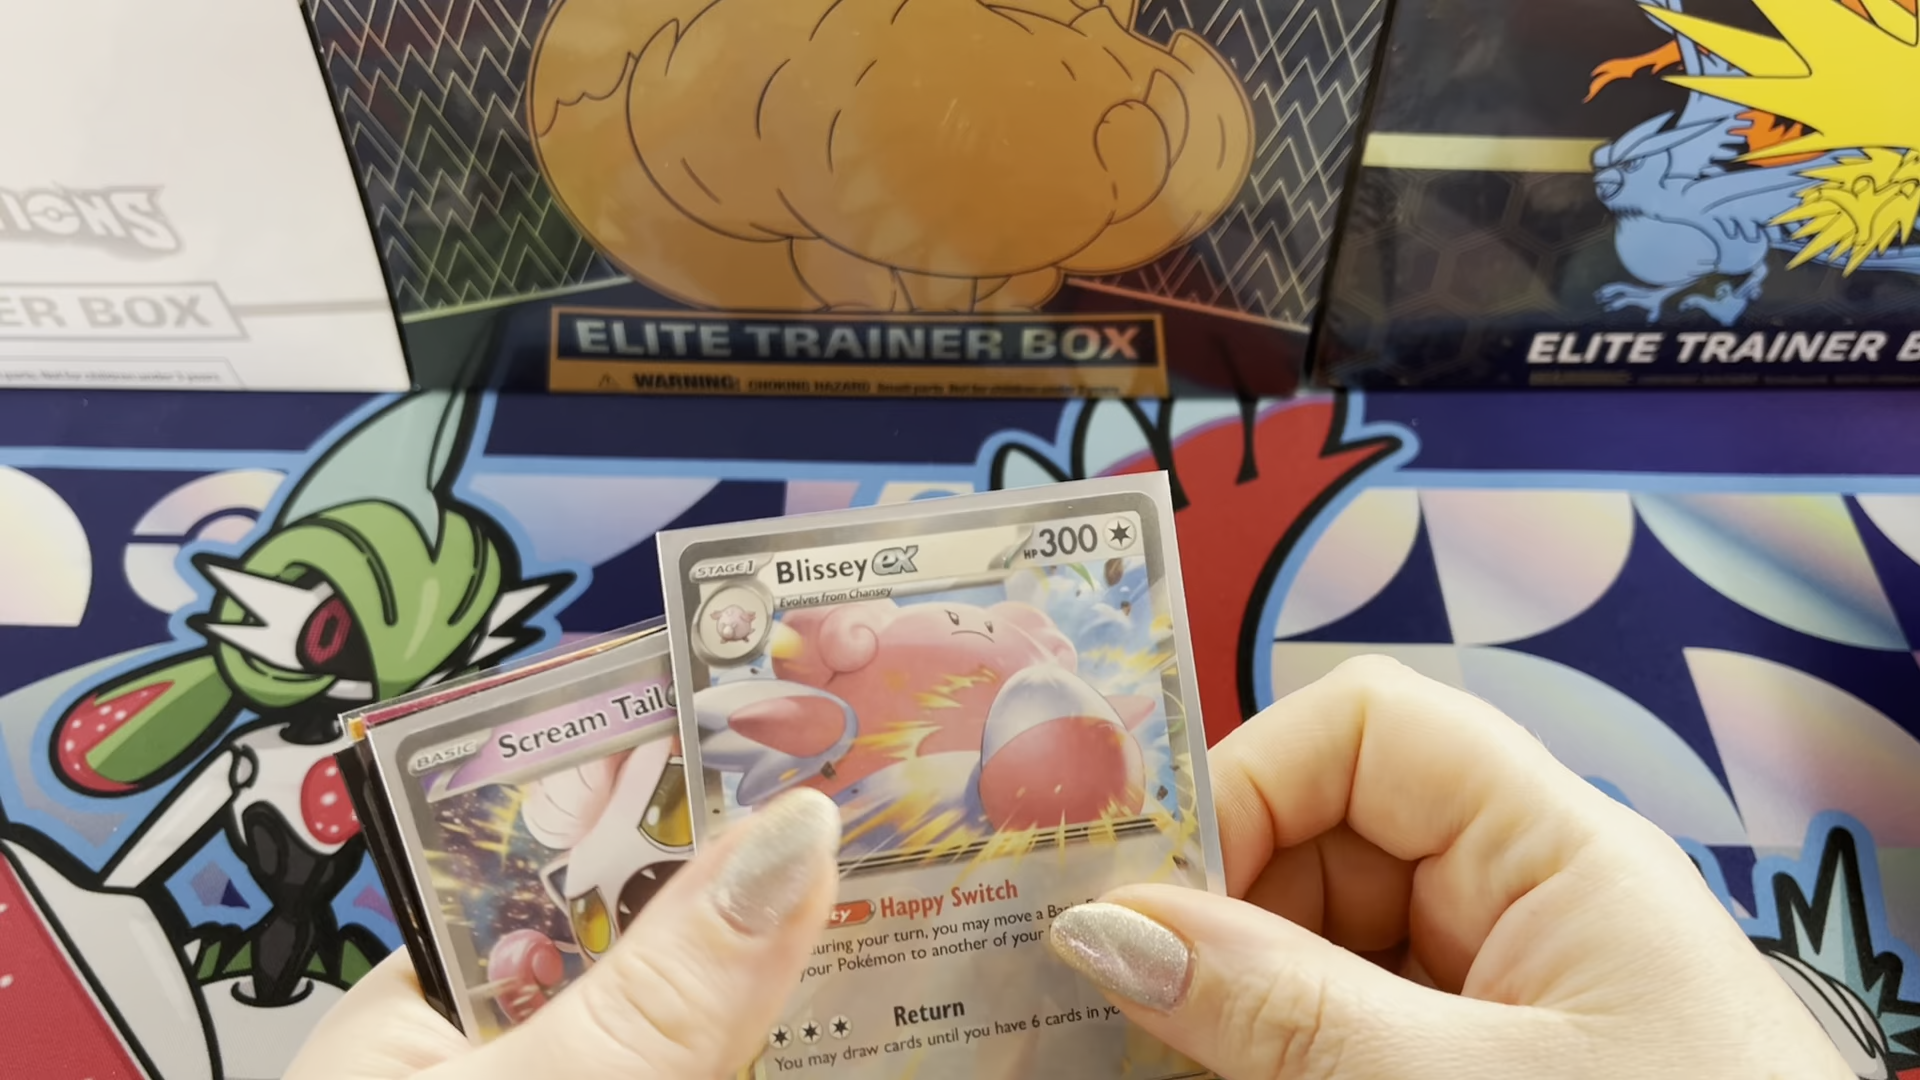 TIONS
ER BOX
ELITE TRAINER BOX
WARNING: CHOKING HAZARD. Small parts. Not for children under 3 years.
ELITE TRAINER B
STAGE 1
Blissey ex
HP 300
Evolves from Chansey
BASIC
Scream Tail
Happy Switch
during your turn, you may move a
your Pokémon to another of your
Return
You may draw cards until you have 6 cards in yo